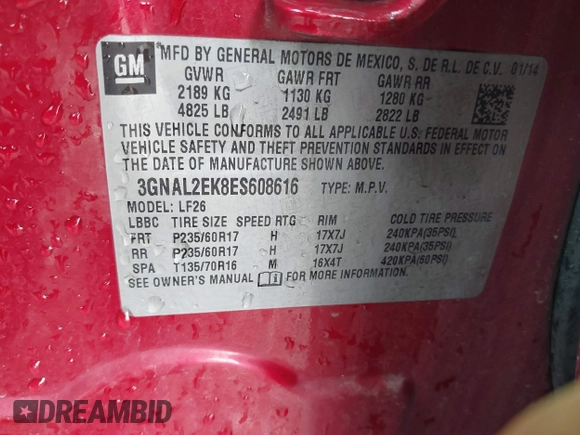 GM
MFD BY GENERAL MOTORS DE MEXICO, S. DE R.L. DE C.V. 01/14
GVWR GAWR FRT GAWR RR
2189 KG 1130 KG 1280 KG
4825 LB 2491 LB 2822 LB
THIS VEHICLE CONFORMS TO ALL APPLICABLE U.S. FEDERAL MOTOR
VEHICLE SAFETY AND THEFT PREVENTION STANDARDS IN EFFECT ON
THE DATE OF MANUFACTURE SHOWN ABOVE.
3GNAL2EK8ES608616 TYPE: M.P.V.
MODEL: LF26
LBBC TIRE SIZE SPEED RTG RIM COLD TIRE PRESSURE
FRT P235/60R17 H 17X7J 240KPA(35PSI)
RR P235/60R17 H 17X7J 240KPA(35PSI)
SPA T135/70R16 M 16X4T 420KPA(60PSI)
SEE OWNER'S MANUAL FOR MORE INFORMATION.
DREAMBID